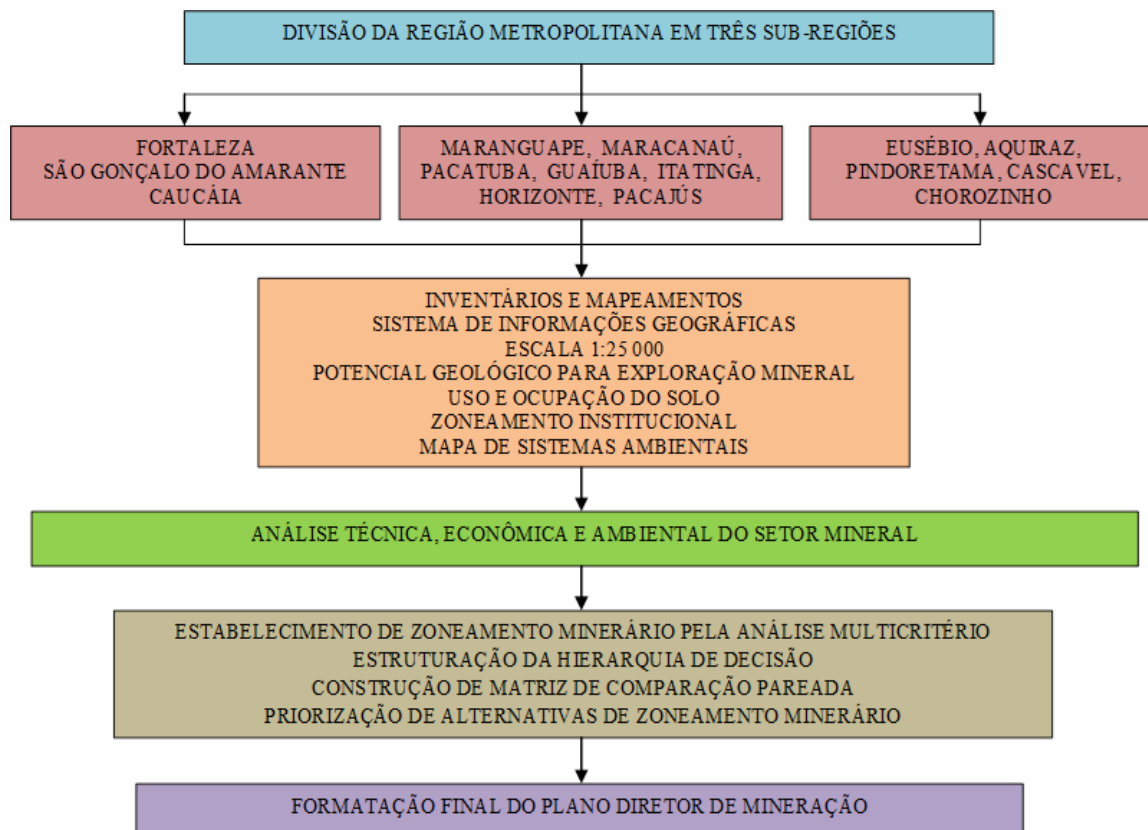 DIVISÃO DA REGIÃO METROPOLITANA EM TRÊS SUB-REGIÕES
FORTALEZA
SÃO GONÇALO DO AMARANTE
CAUCÁIA
MARANGUAPE, MARACANAÚ,
PACATUBA, GUAÍUBA, ITATINGA,
HORIZONTE, PACAJÚS
EUSÉBIO, AQUIRAZ,
PINDORETAMA, CASCAVEL,
CHOROZINHO
INVENTÁRIOS E MAPEAMENTOS
SISTEMA DE INFORMAÇÕES GEOGRÁFICAS
ESCALA 1:25 000
POTENCIAL GEOLÓGICO PARA EXPLORAÇÃO MINERAL
USO E OCUPAÇÃO DO SOLO
ZONEAMENTO INSTITUCIONAL
MAPA DE SISTEMAS AMBIENTAIS
ANÁLISE TÉCNICA, ECONÔMICA E AMBIENTAL DO SETOR MINERAL
ESTABELECIMENTO DE ZONEAMENTO MINERÁRIO PELA ANÁLISE MULTICRITÉRIO
ESTRUTURAÇÃO DA HIERARQUIA DE DECISÃO
CONSTRUÇÃO DE MATRIZ DE COMPARAÇÃO PAREADA
PRIORIZAÇÃO DE ALTERNATIVAS DE ZONEAMENTO MINERÁRIO
FORMATAÇÃO FINAL DO PLANO DIRETOR DE MINERAÇÃO